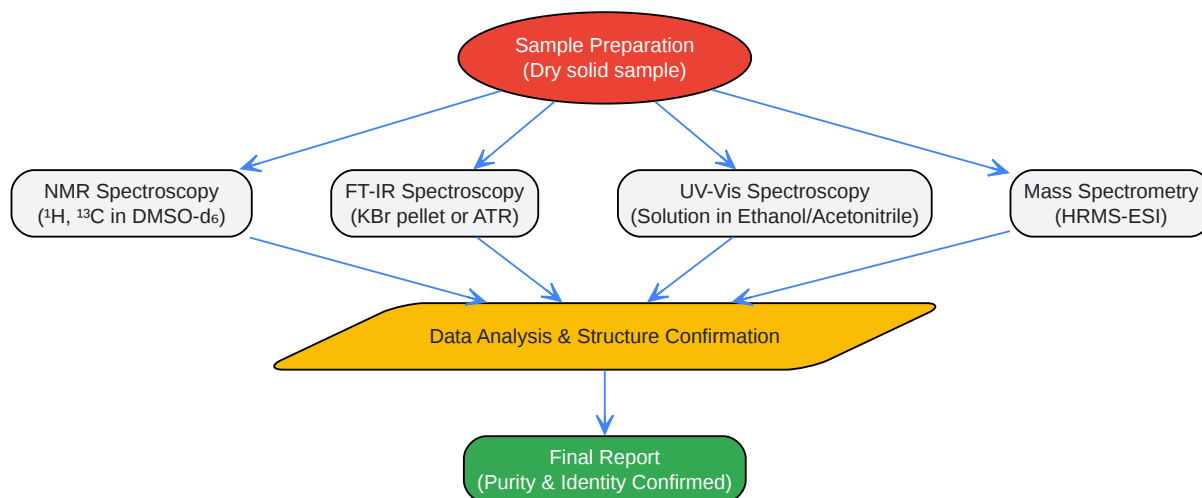 Sample Preparation
(Dry solid sample)
NMR Spectroscopy
(¹H, ¹³C in DMSO-d₆)
FT-IR Spectroscopy
(KBr pellet or ATR)
UV-Vis Spectroscopy
(Solution in Ethanol/Acetonitrile)
Mass Spectrometry
(HRMS-ESI)
Data Analysis & Structure Confirmation
Final Report
(Purity & Identity Confirmed)